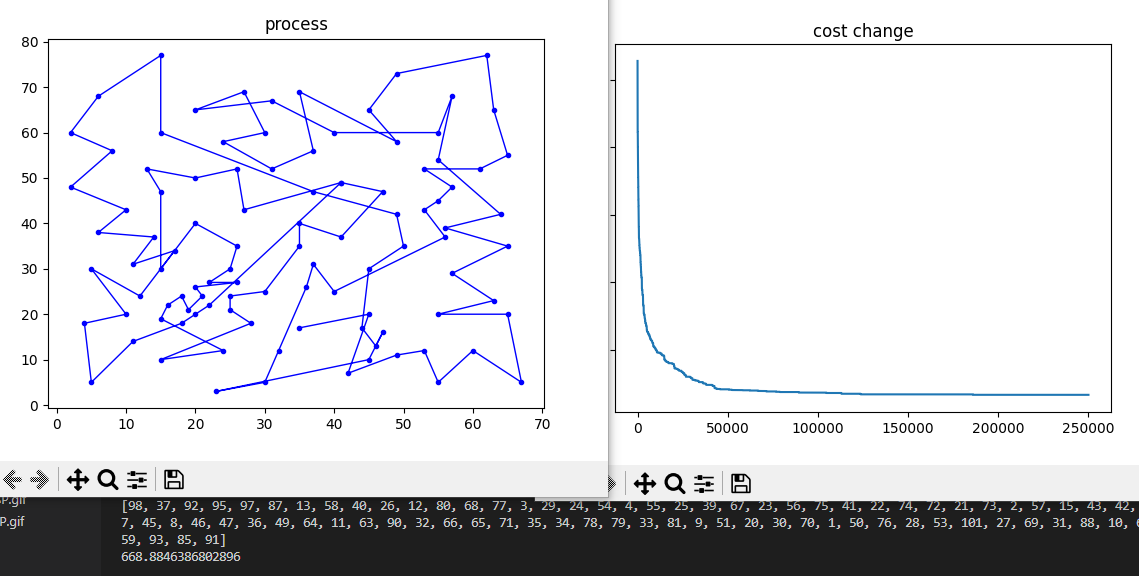 process
80
70
60
50
40
30
20
10
0
0 10 20 30 40 50 60 70
cost change
0 50000 100000 150000 200000 250000
P.gif
P.gif
[98, 37, 92, 95, 97, 87, 13, 58, 40, 26, 12, 80, 68, 77, 3, 29, 24, 54, 4, 55, 25, 39, 67, 23, 56, 75, 41, 22, 74, 72, 21, 73, 2, 57, 15, 43, 42,
7, 45, 8, 46, 47, 36, 49, 64, 11, 63, 90, 32, 66, 65, 71, 35, 34, 78, 79, 33, 81, 9, 51, 20, 30, 70, 1, 50, 76, 28, 53, 101, 27, 69, 31, 88, 10,
59, 93, 85, 91]
668.8846386802896